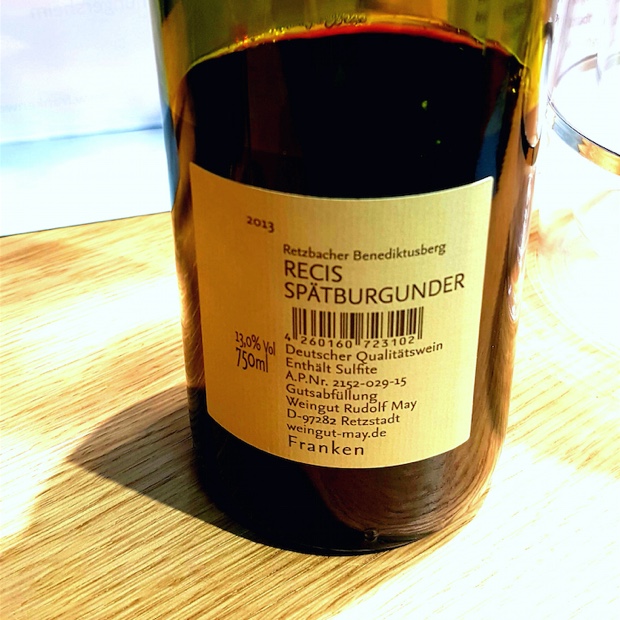 2013
Retzbacher Benediktusberg
RECIS
SPÄTBURGUNDER
4 260160 723102
13,0% Vol
750ml
Deutscher Qualitätswein
Enthält Sulfite
A.P.Nr. 2152-029-15
Gutsabfüllung
Weingut Rudolf May
D-97282 Retzstadt
weingut-may.de
Franken